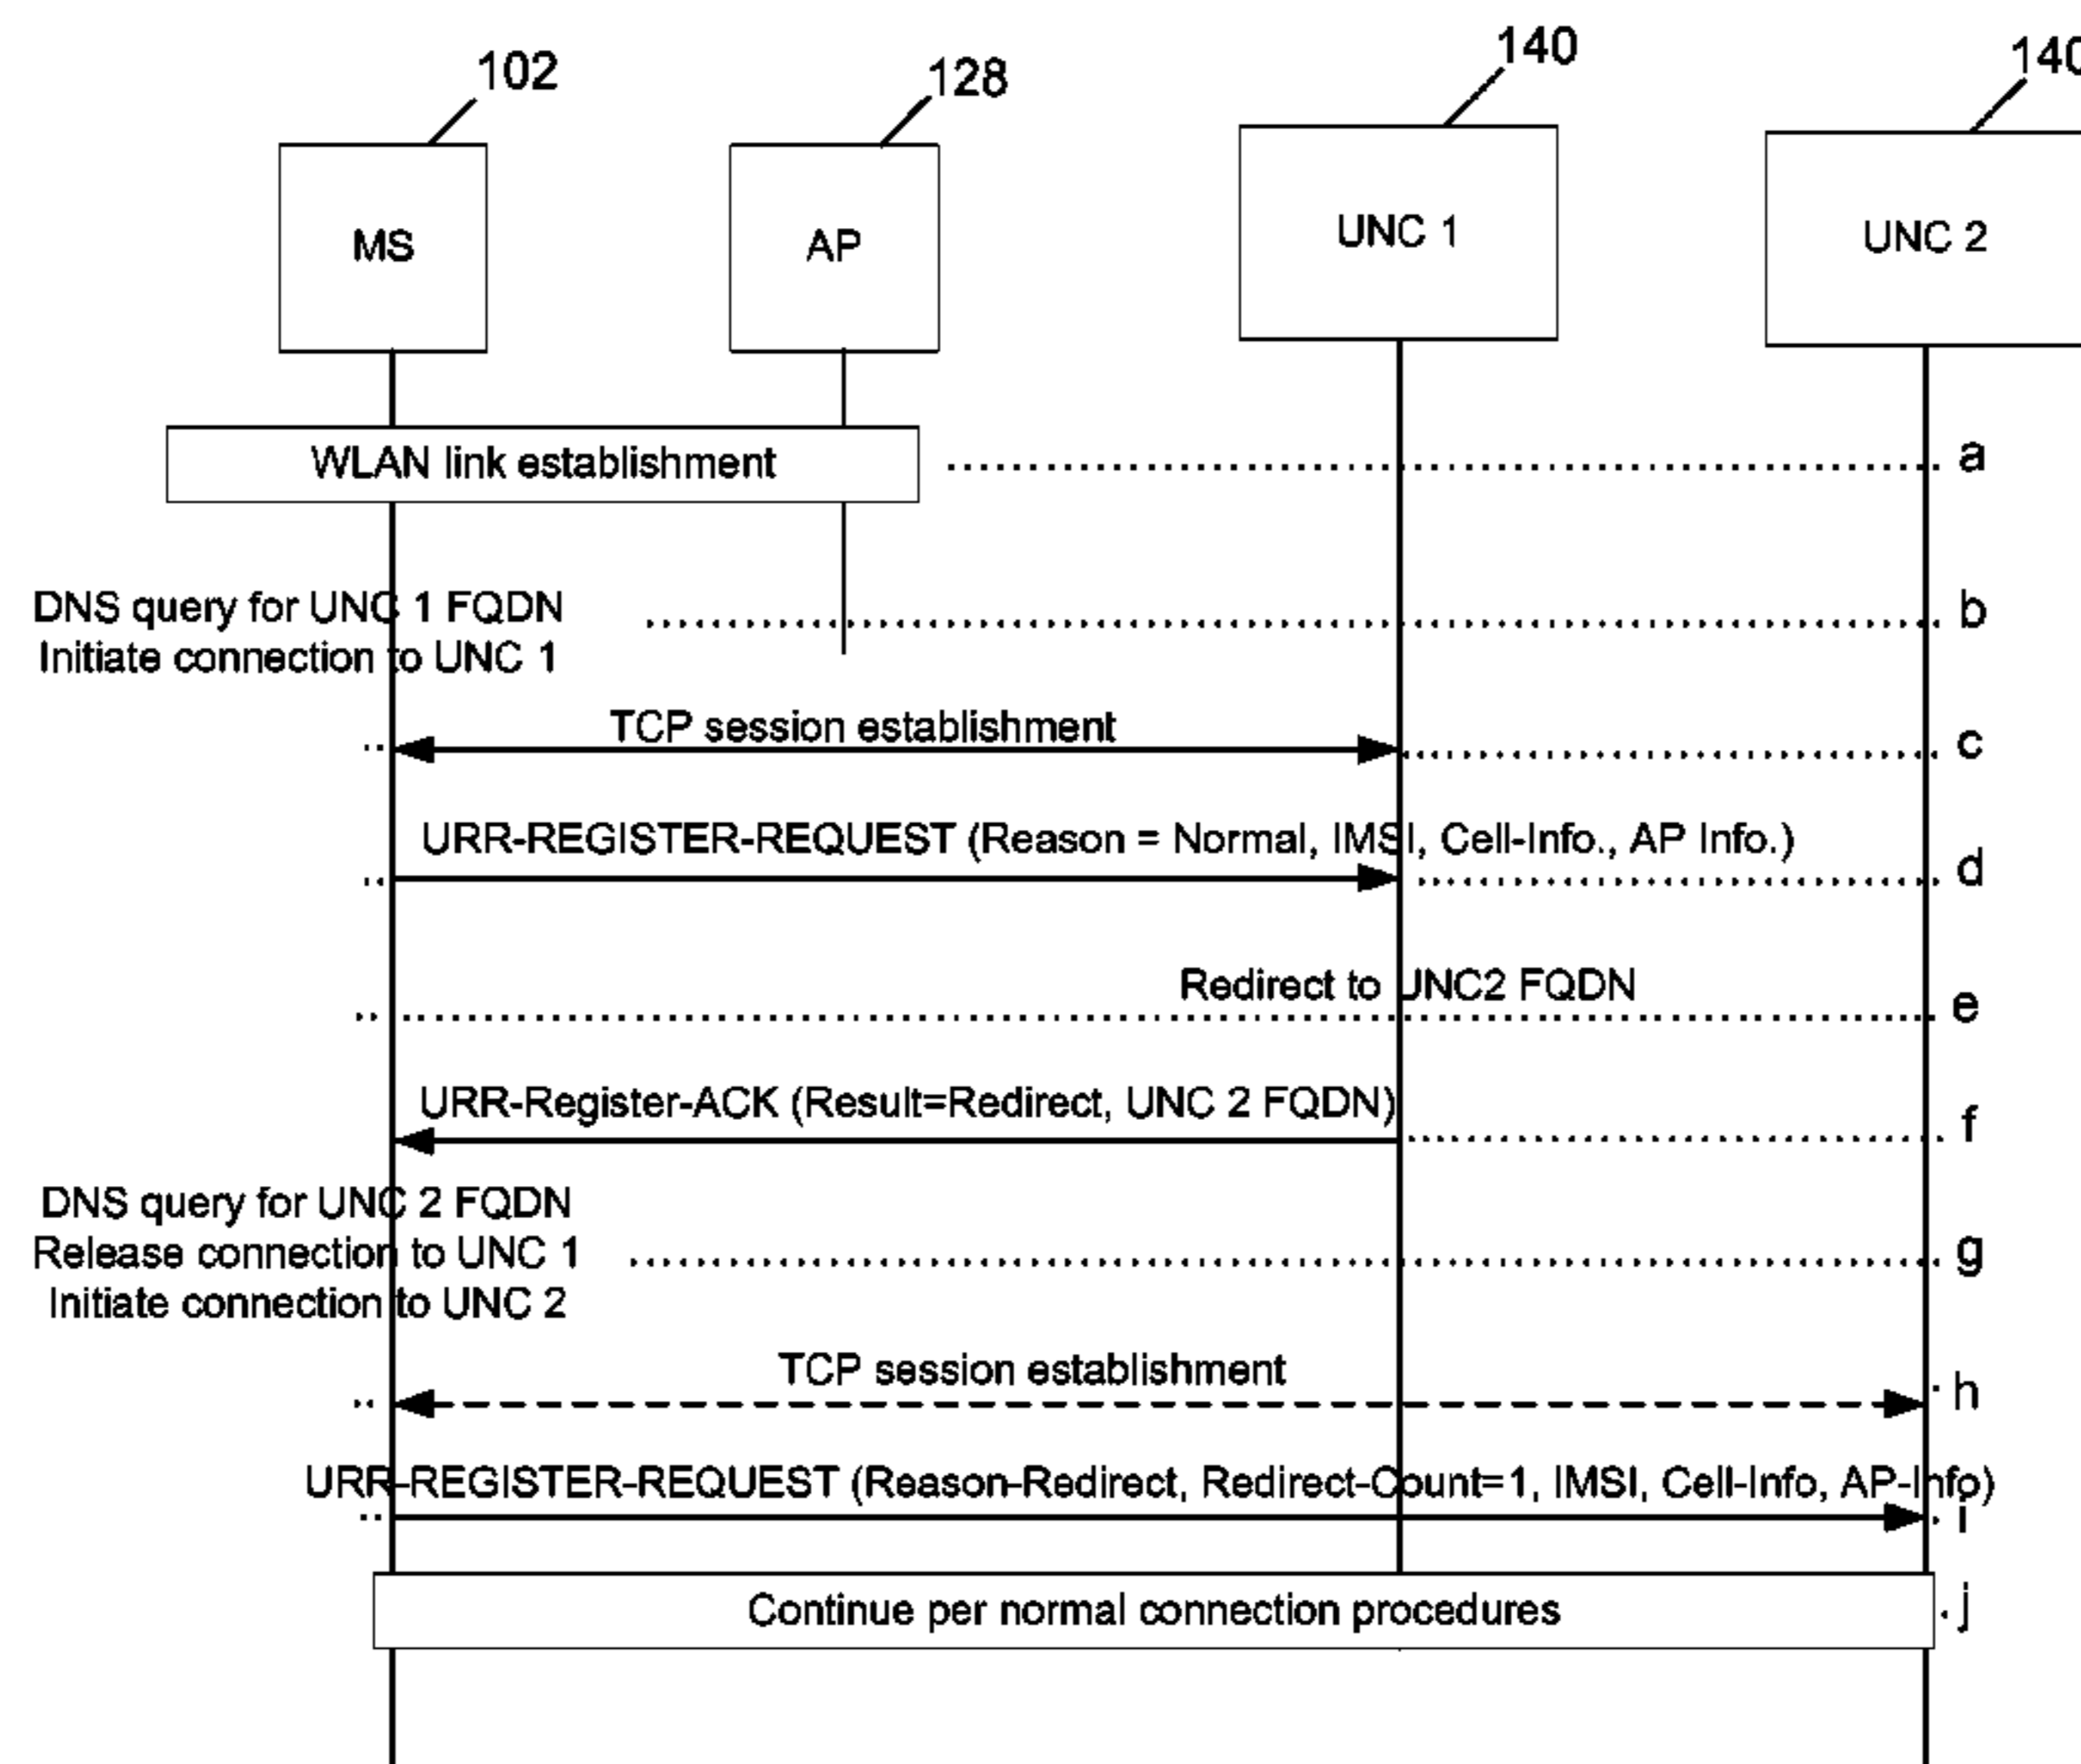 102
128
140
140
MS
AP
UNC 1
UNC 2
WLAN link establishment
a
DNS query for UNC 1 FQDN
Initiate connection to UNC 1
b
TCP session establishment
c
URR-REGISTER-REQUEST (Reason = Normal, IMSI, Cell-Info., AP Info.)
d
Redirect to UNC2 FQDN
e
URR-Register-ACK (Result=Redirect, UNC 2 FQDN)
f
DNS query for UNC 2 FQDN
Release connection to UNC 1
Initiate connection to UNC 2
g
TCP session establishment
h
URR-REGISTER-REQUEST (Reason-Redirect, Redirect-Count=1, IMSI, Cell-Info, AP-Info)
i
Continue per normal connection procedures
j